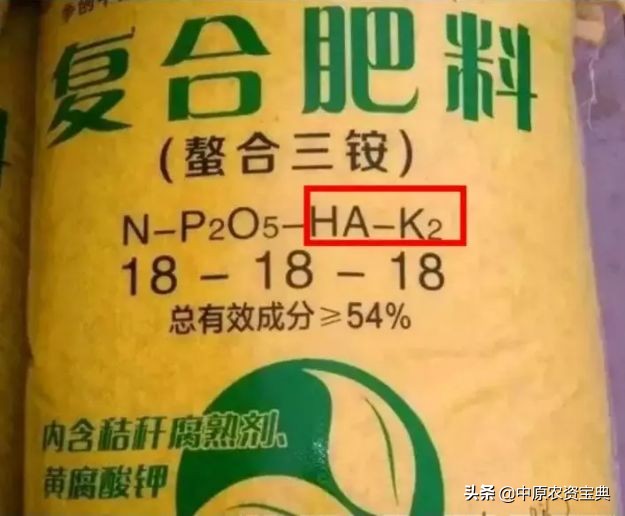 复合肥料
(螯合三铵)
N-P2O5-HA-K2
18-18-18
总有效成分≥54%
内含秸秆腐熟剂、
黄腐酸钾
头条 @中原农资宝典